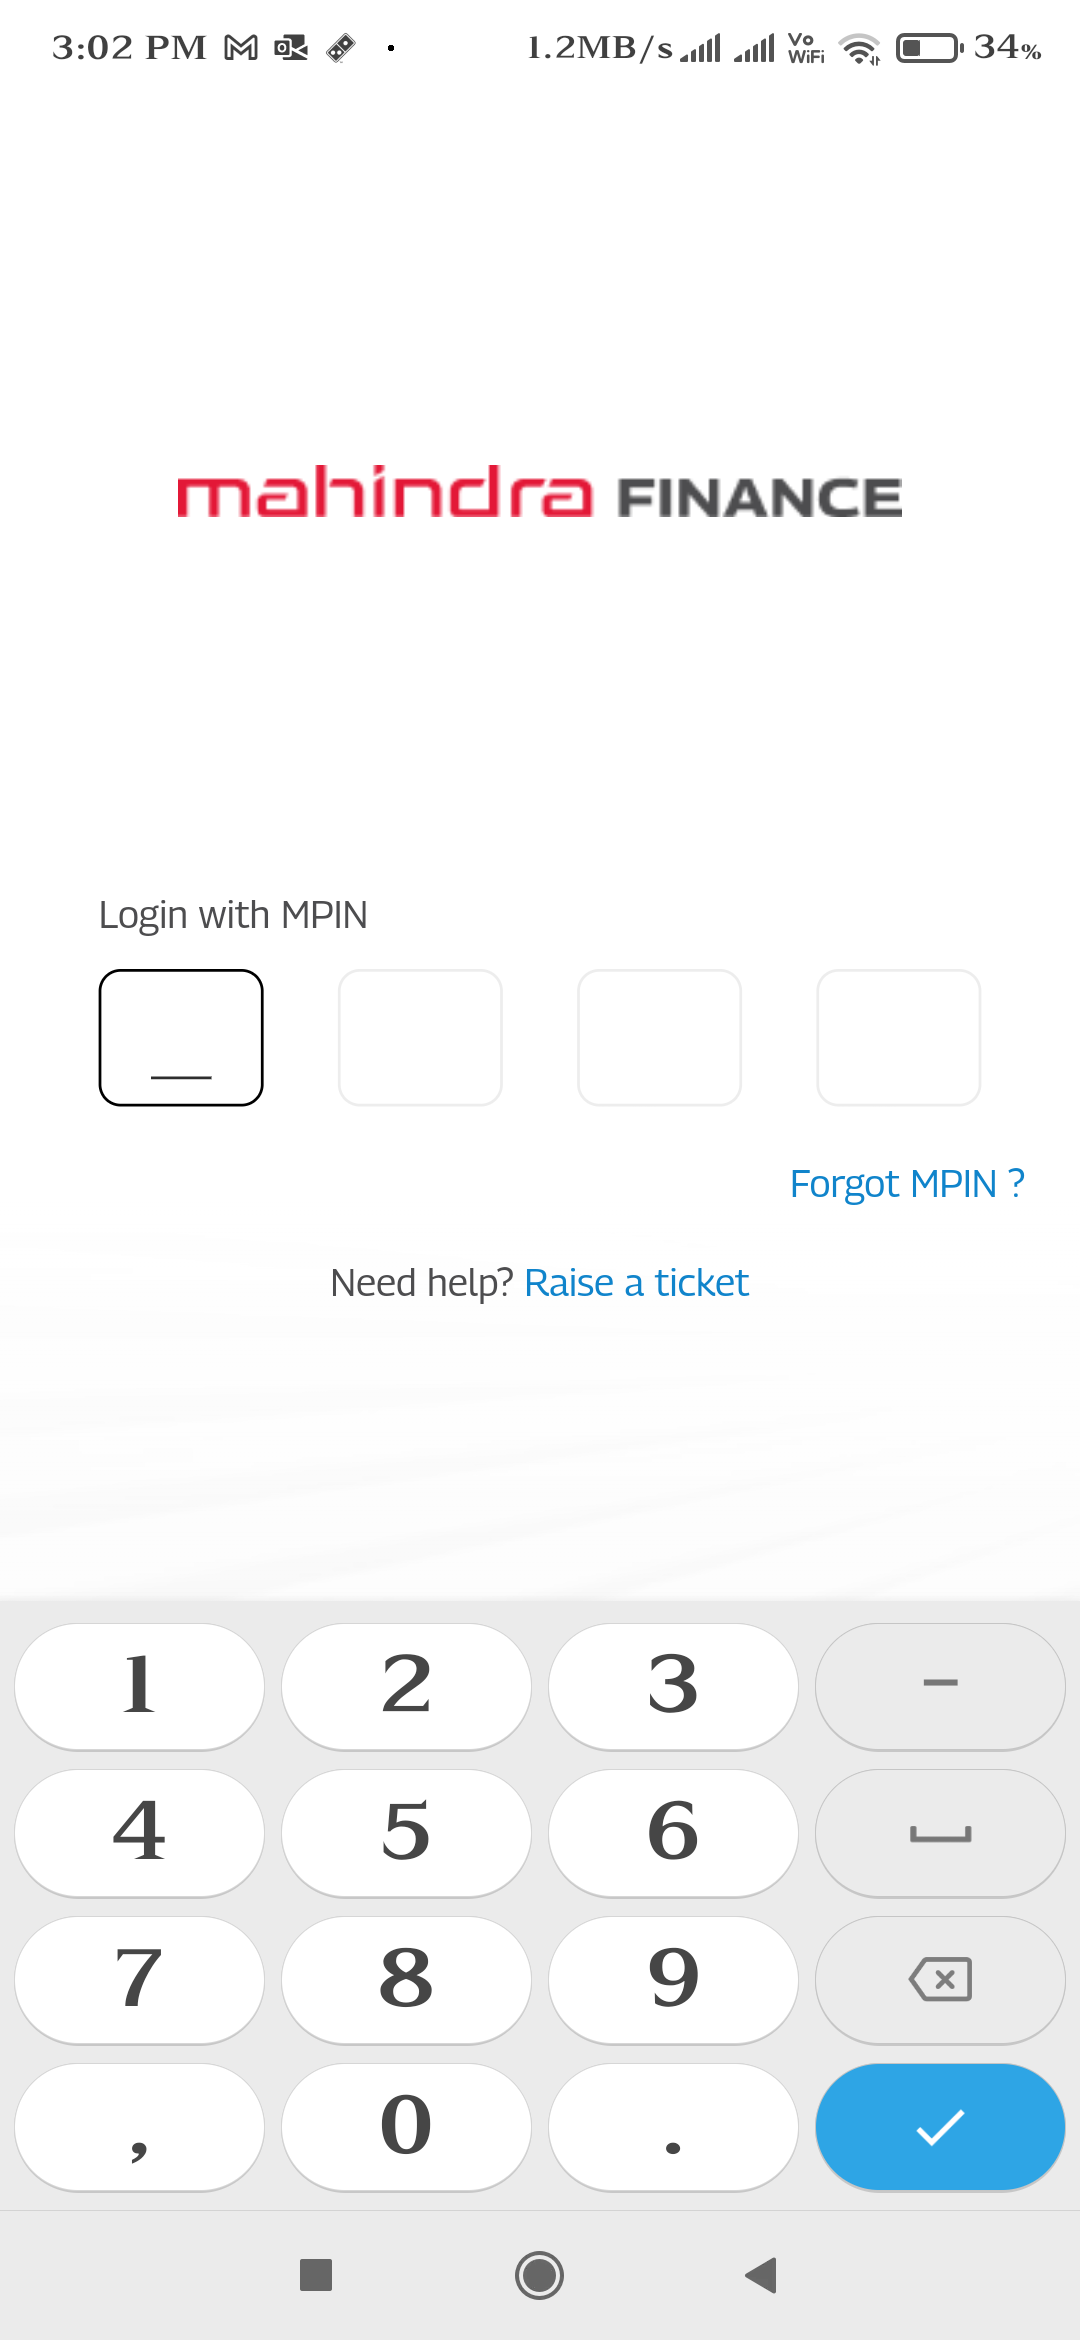 3:02 PM 1.2MB/s Vo WiFi 34%
mahindra FINANCE
Login with MPIN
Forgot MPIN ?
Need help? Raise a ticket
1 2 3 -
4 5 6
7 8 9
, 0 .